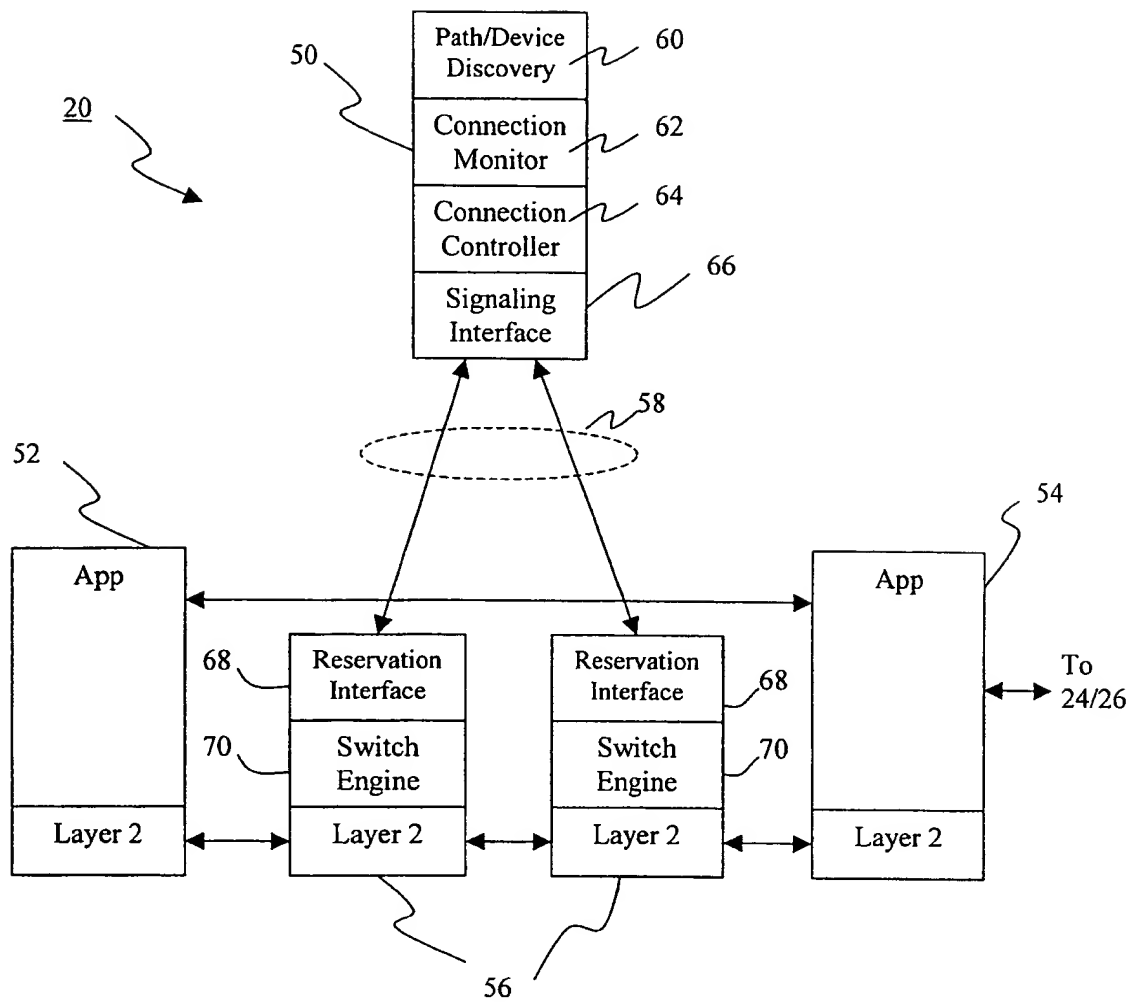 Path/Device
Discovery
60
50
20
Connection
Monitor
62
Connection
Controller
64
66
Signaling
Interface
58
52
54
App
App
Reservation
Interface
68
Reservation
Interface
68
To
24/26
70
Switch
Engine
Switch
Engine
70
Layer 2
Layer 2
Layer 2
Layer 2
56